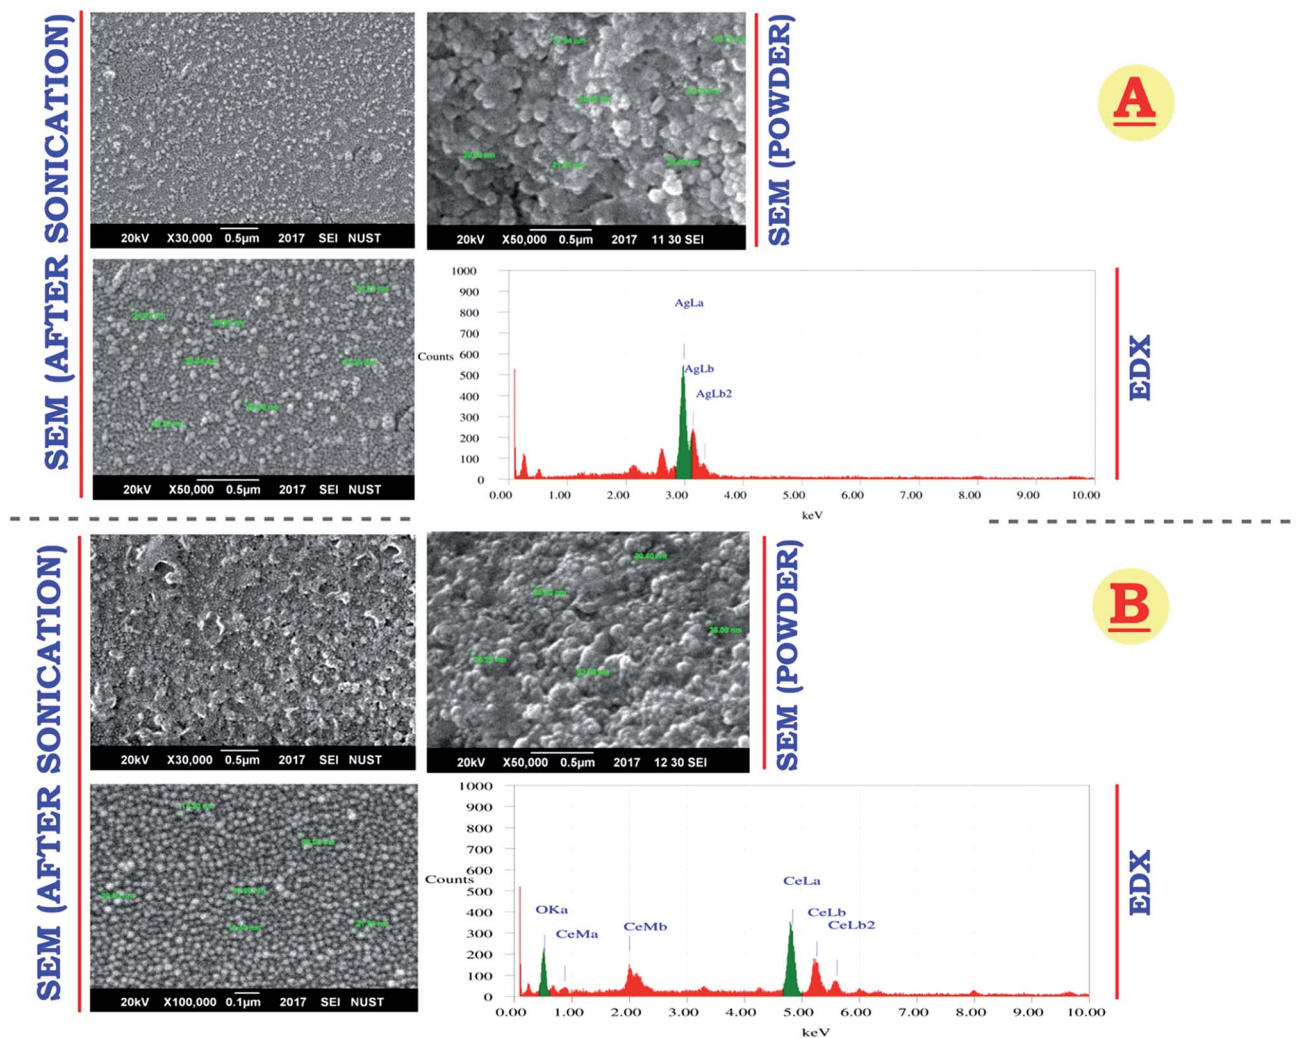 SEM (AFTER SONICATION)
20kV X30,000 0.5µm 2017 SEI NUST
20kV X50,000 0.5µm 2017 11 30 SEI
SEM (POWDER)
A
20kV X50,000 0.5µm 2017 SEI NUST
1000
900
800
700
600
500
400
300
200
100
0
Counts
AgLa
AgLb
AgLb2
0.00 1.00 2.00 3.00 4.00 5.00 6.00 7.00 8.00 9.00 10.00
keV
EDX
SEM (AFTER SONICATION)
20kV X30,000 0.5µm 2017 SEI NUST
30.40 nm
35.00 nm
20kV X50,000 0.5µm 2017 12 30 SEI
SEM (POWDER)
B
20kV X100,000 0.1µm 2017 SEI NUST
1000
900
800
700
600
500
400
300
200
100
0
Counts
OKa
CeMa
CeMb
CeLa
CeLb
CeLb2
0.00 1.00 2.00 3.00 4.00 5.00 6.00 7.00 8.00 9.00 10.00
keV
EDX